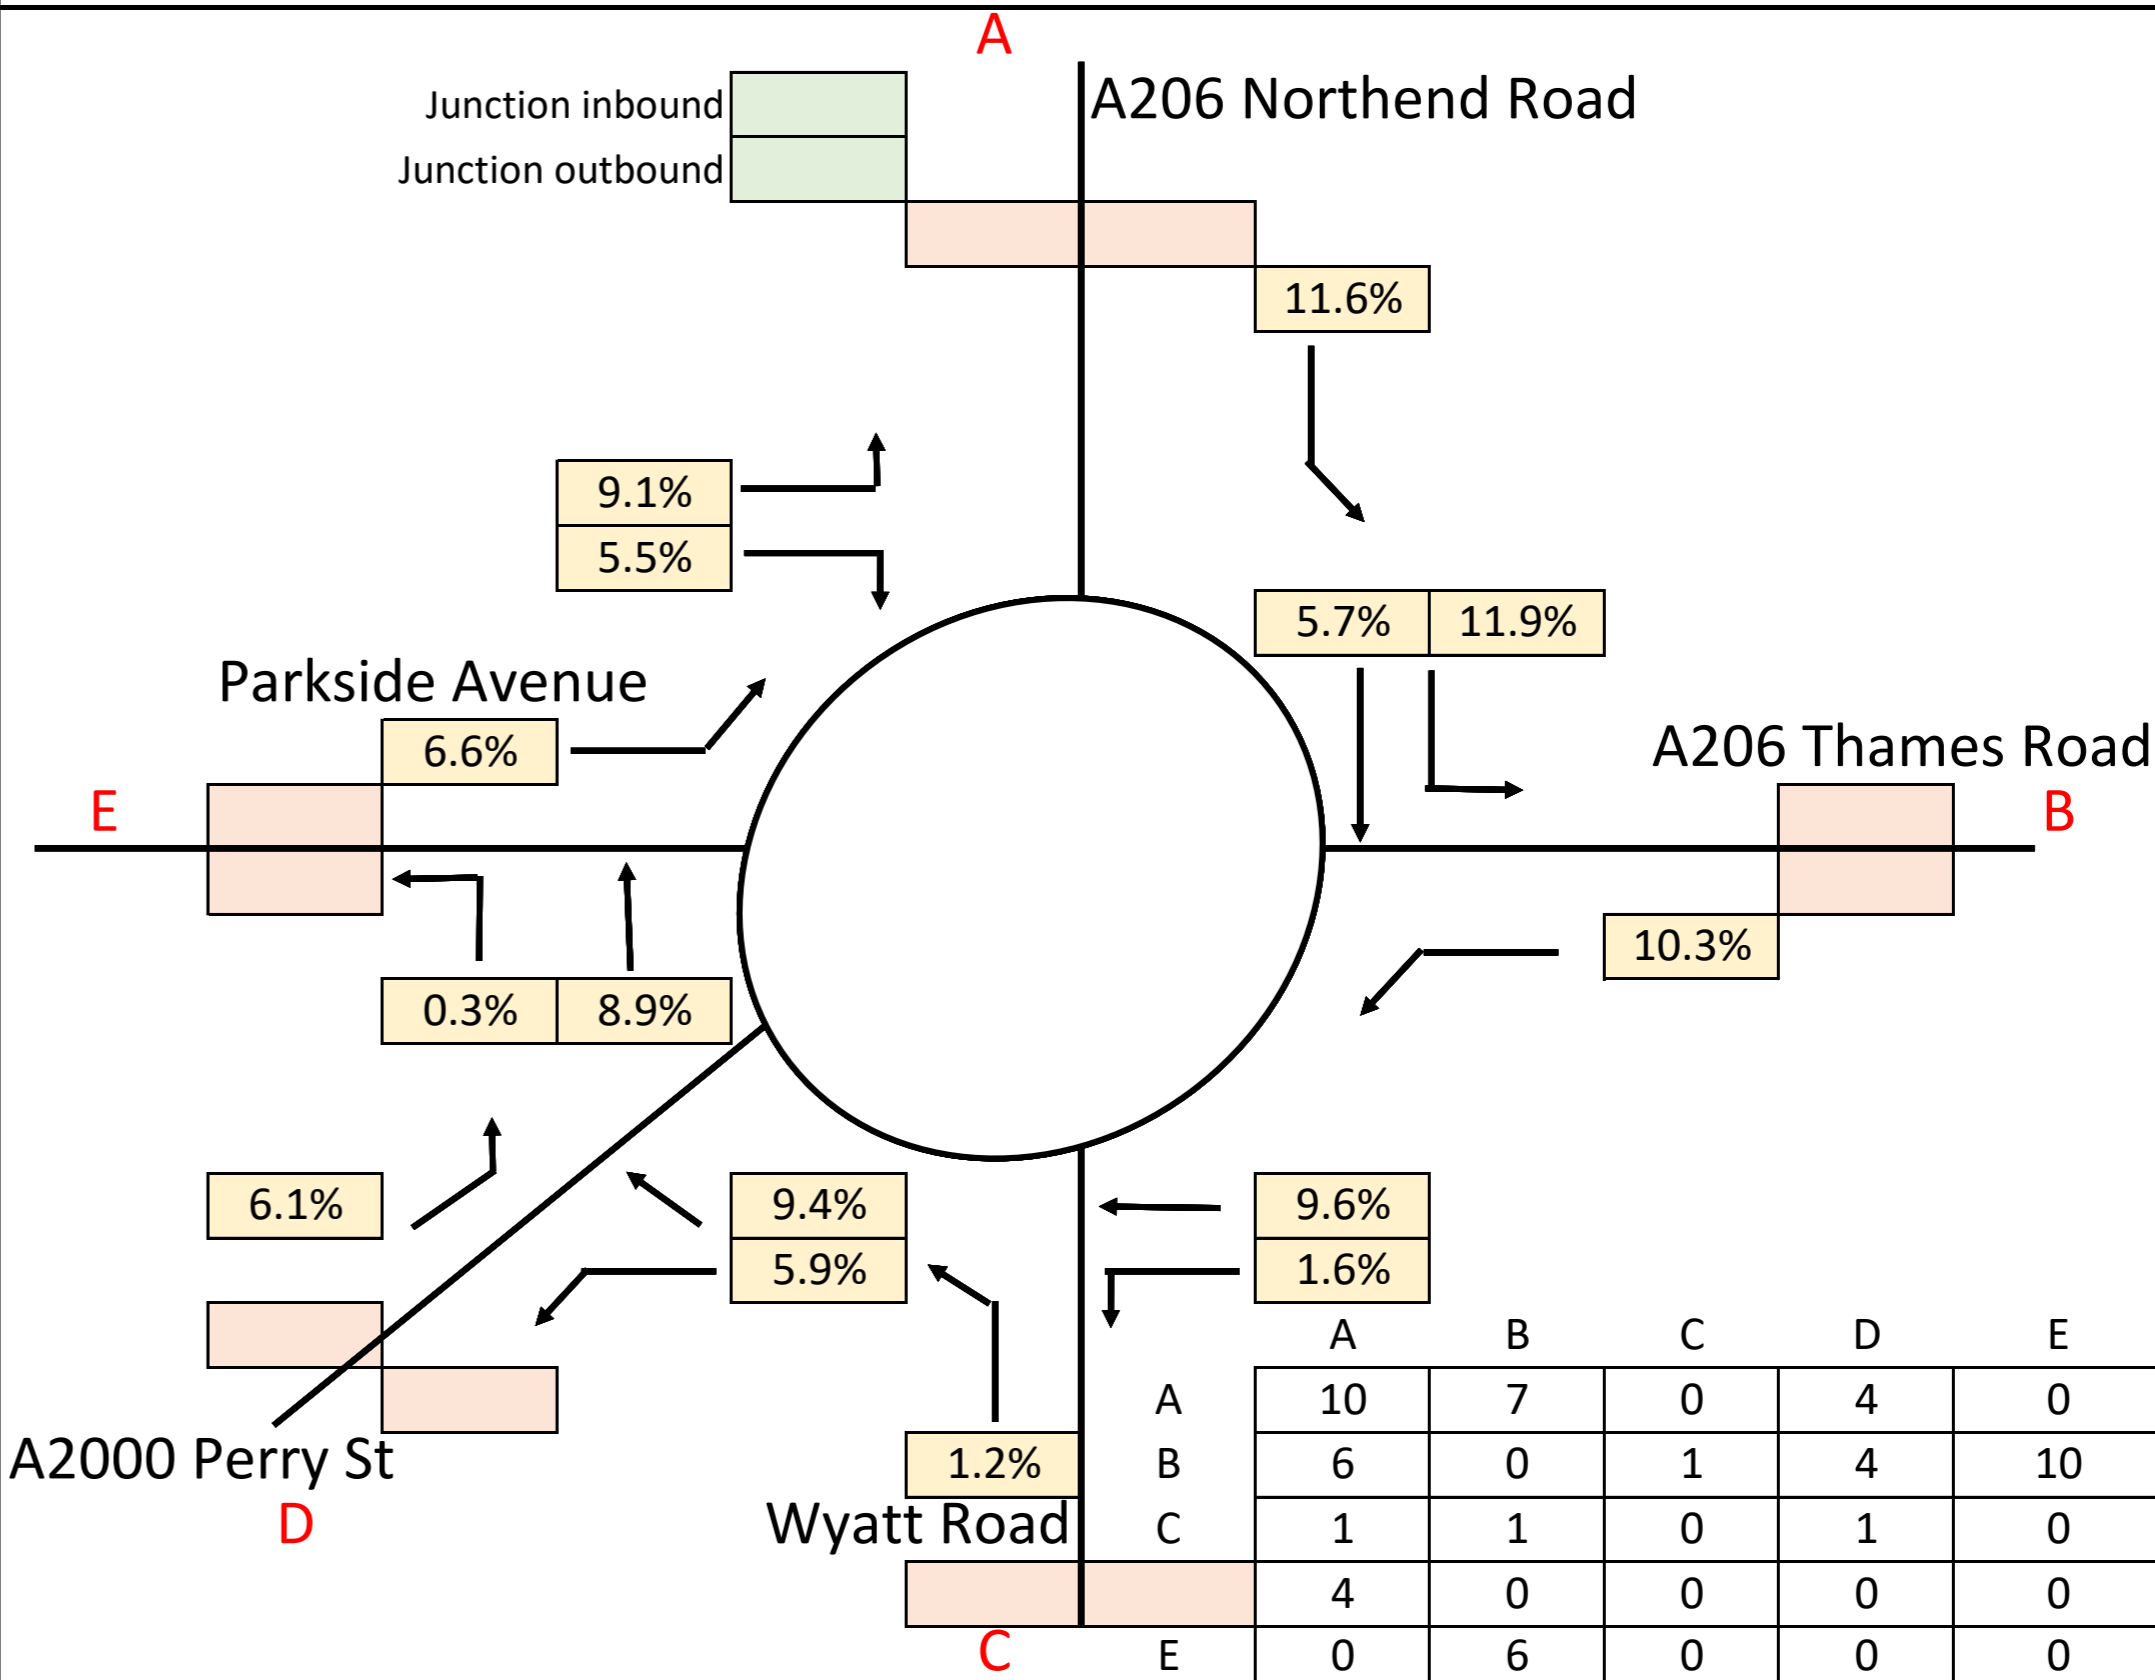 A
Junction inbound
A206 Northend Road
Junction outbound
11.6%
9.1%
5.5%
5.7% 11.9%
Parkside Avenue
6.6%
A206 Thames Road
E
B
10.3%
0.3% 8.9%
6.1%
9.4%
5.9%
9.6%
1.6%
A2000 Perry St
D
1.2%
Wyatt Road
C
A B C D E
A 10 7 0 4 0
B 6 0 1 4 10
C 1 1 0 1 0
4 0 0 0 0
E 0 6 0 0 0